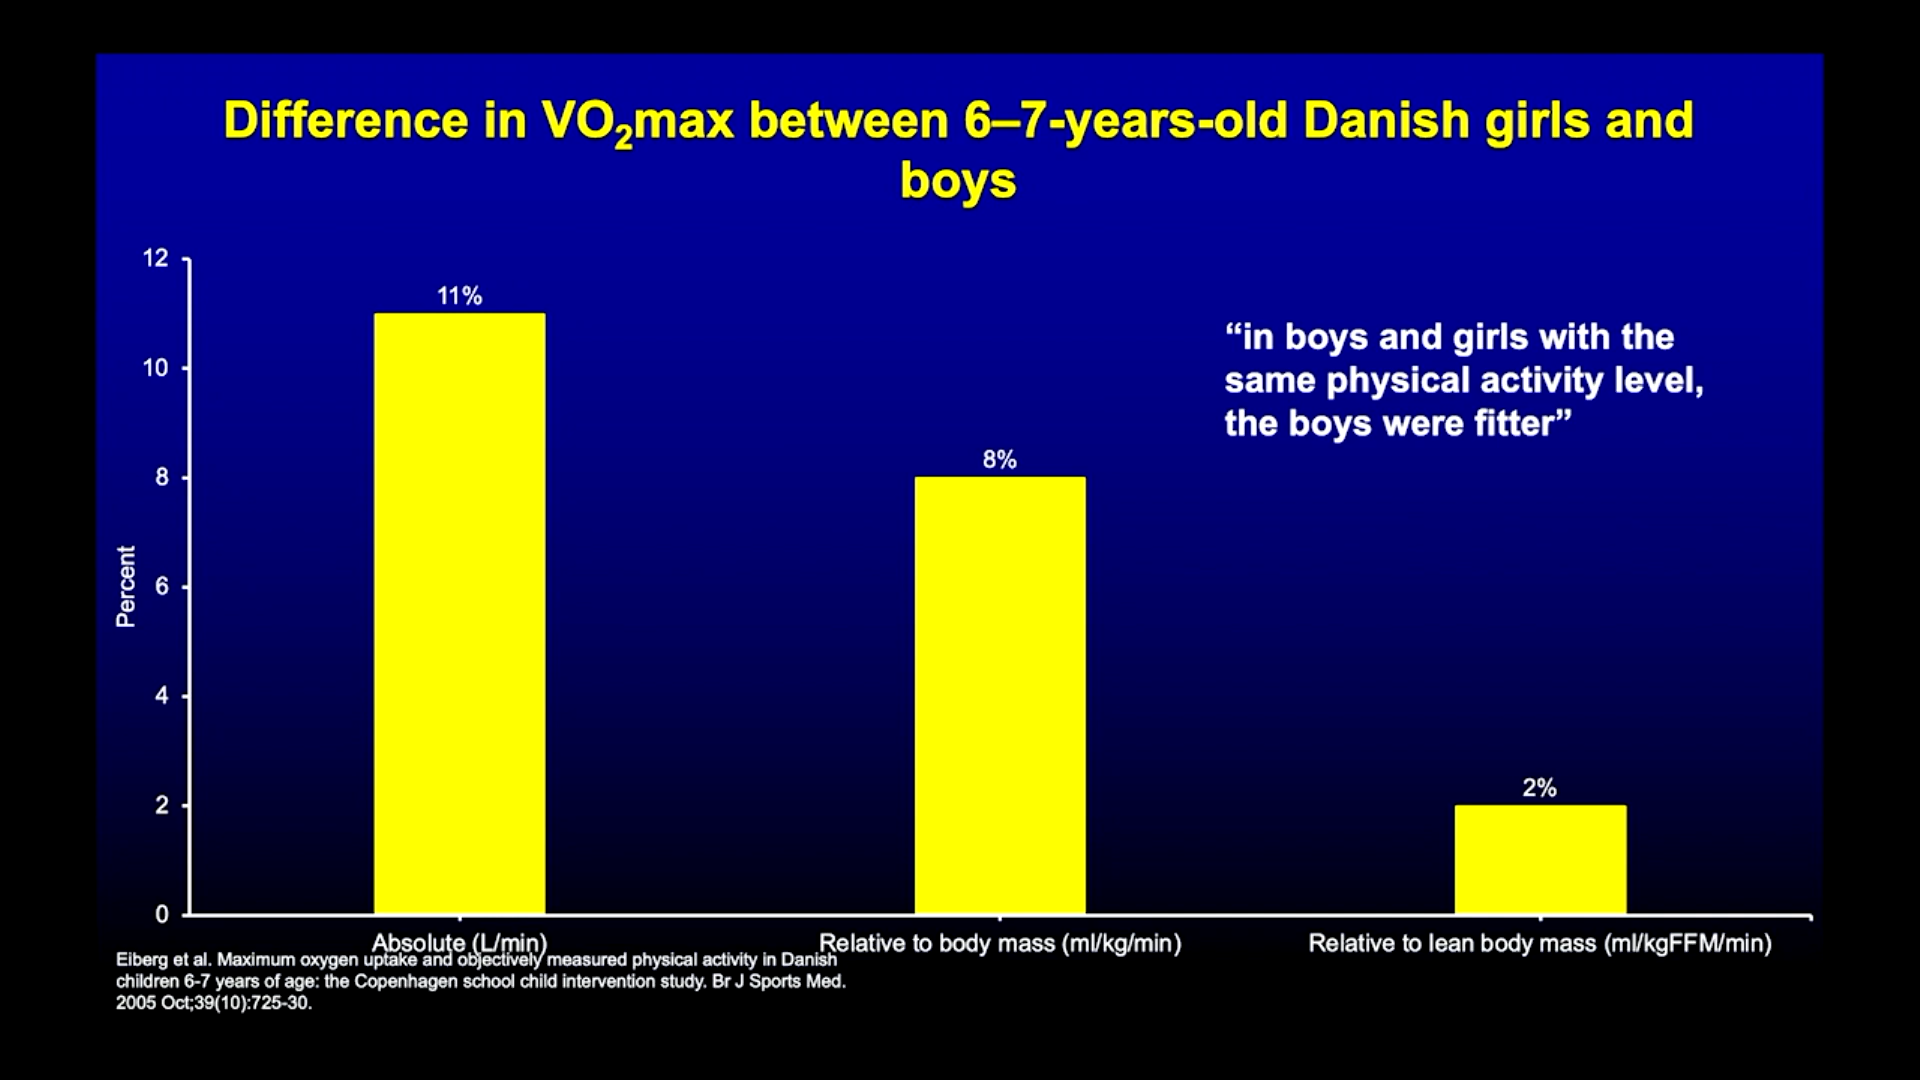 Difference in VO₂max between 6–7-years-old Danish girls and
boys
12
10
8
6
4
2
0
Percent
11%
8%
2%
“in boys and girls with the
same physical activity level,
the boys were fitter”
Absolute (L/min)
Relative to body mass (ml/kg/min)
Relative to lean body mass (ml/kgFFM/min)
Eiberg et al. Maximum oxygen uptake and objectively measured physical activity in Danish
children 6-7 years of age: the Copenhagen school child intervention study. Br J Sports Med.
2005 Oct;39(10):725-30.